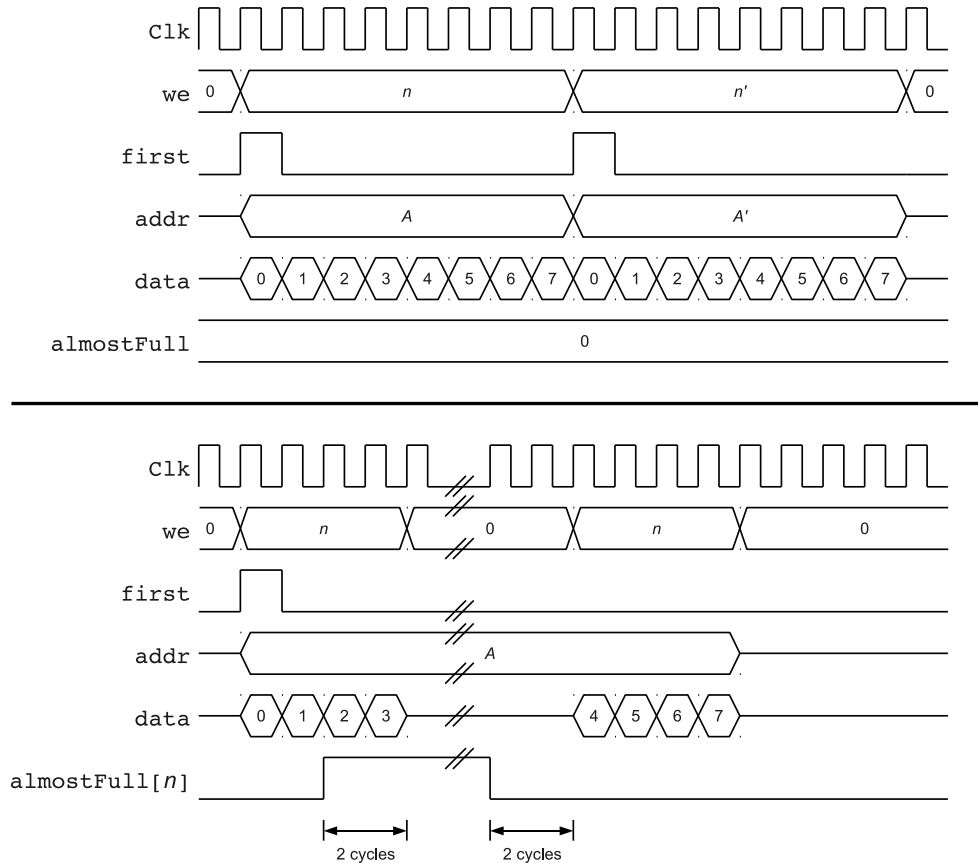 Clk
we 0 n n' 0
first
addr A A'
data 0 1 2 3 4 5 6 7 0 1 2 3 4 5 6 7
almostFull 0
Clk
we 0 n 0 n 0
first
addr A
data 0 1 2 3 4 5 6 7
almostFull[n]
2 cycles 2 cycles